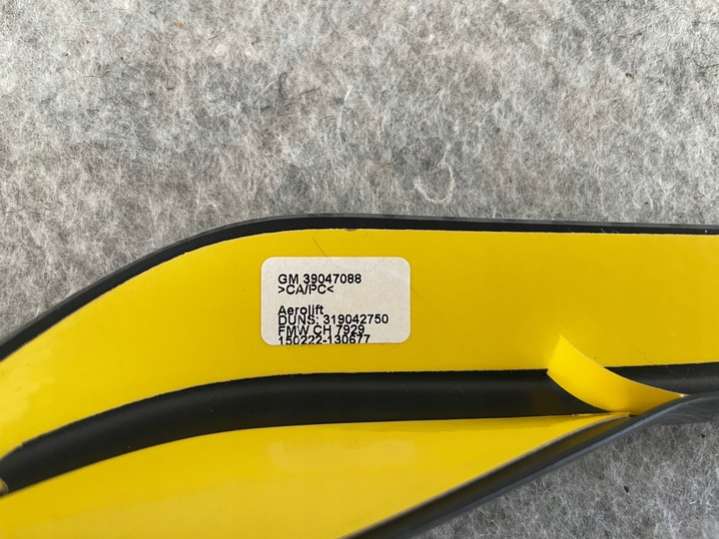 GM 39047088
>CA/PC<
Aerolift
DUNS: 319042750
FMW CH 7929
150222-130677